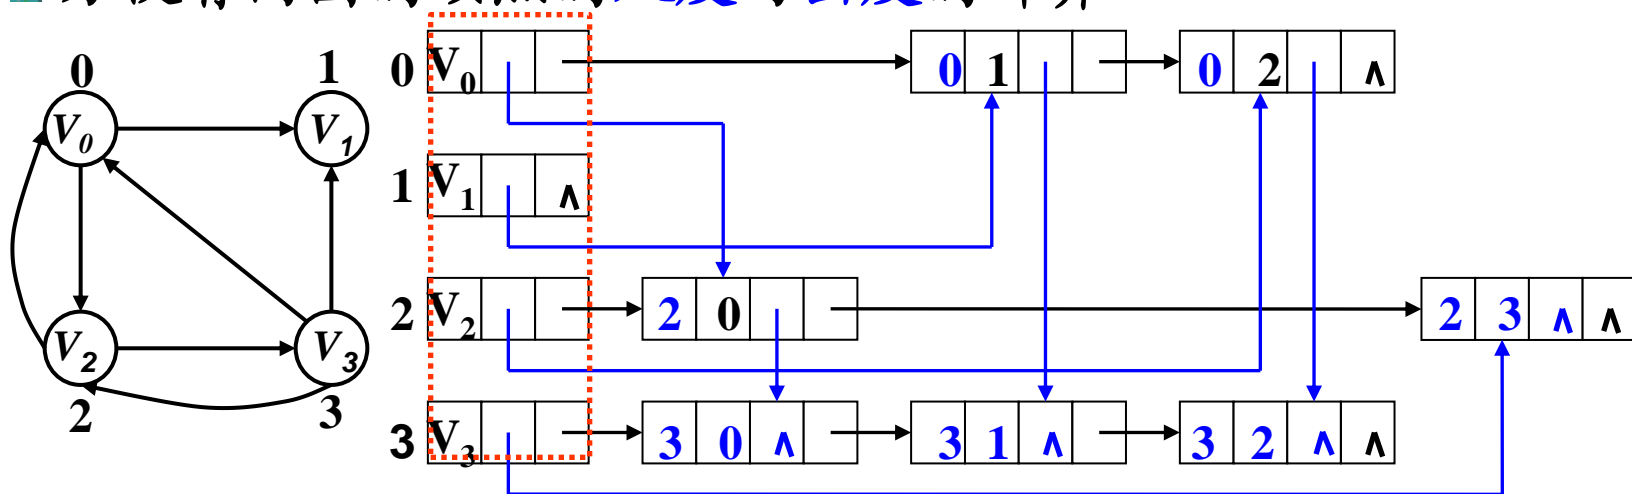 0 1
V0 V1
V2 V3
2 3
0 V0 0 1 0 2 ∧
1 V1 ∧
2 V2 2 0 2 3 ∧ ∧
3 V3 3 0 ∧ 3 1 ∧ 3 2 ∧ ∧